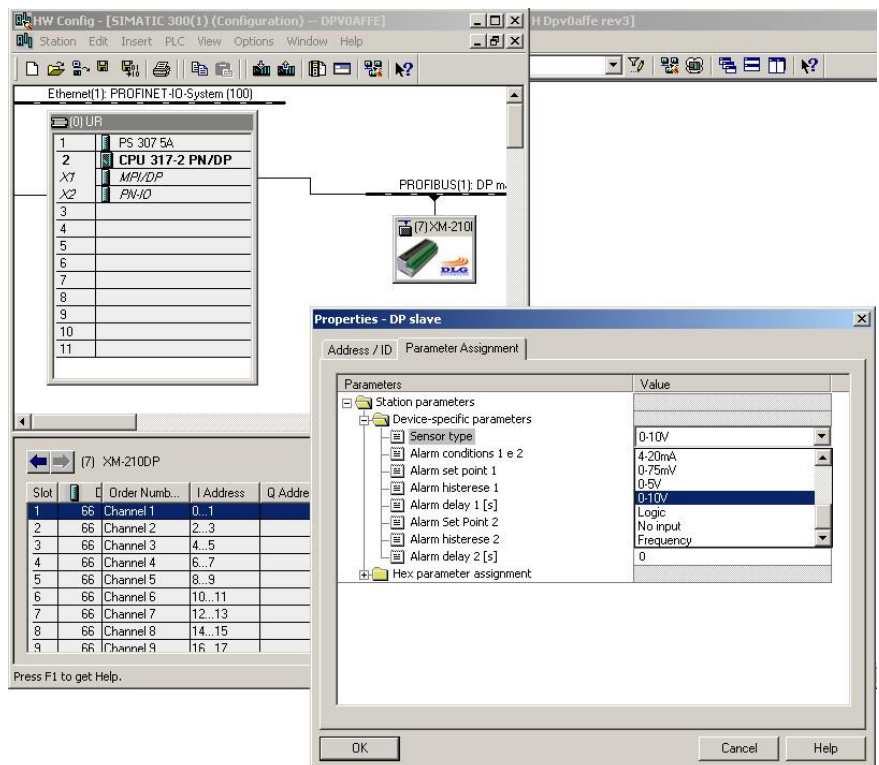 HW Config - [SIMATIC 300(1) (Configuration) -- DPV0AFFE]
H Dpv0affe rev3]
Station Edit Insert PLC View Options Window Help
Ethernet(1): PROFINET-IO-System (100)
(0) UR
1 PS 307 5A
2 CPU 317-2 PN/DP
X1 MPI/DP
X2 PN-IO
3
4
5
6
7
8
9
10
11
PROFIBUS(1): DP m
(7) XM-210
DLG
Properties - DP slave
Address / ID Parameter Assignment
Parameters Value
Station parameters
Device-specific parameters
Sensor type 0-10V
Alarm conditions 1 e 2
Alarm set point 1
Alarm histerese 1
Alarm delay 1 [s]
Alarm Set Point 2
Alarm histerese 2
Alarm delay 2 [s] 0
Hex parameter assignment
4-20mA
0-75mV
0-5V
0-10V
Logic
No input
Frequency
OK Cancel Help
(7) XM-210DP
Slot D Order Numb... I Address Q Addre
1 66 Channel 1 0...1
2 66 Channel 2 2...3
3 66 Channel 3 4...5
4 66 Channel 4 6...7
5 66 Channel 5 8...9
6 66 Channel 6 10...11
7 66 Channel 7 12...13
8 66 Channel 8 14...15
9 66 Channel 9 16...17
Press F1 to get Help.